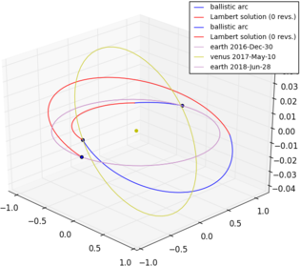 ballistic arc
Lambert solution (0 revs.)
ballistic arc
Lambert solution (0 revs.)
earth 2016-Dec-30
venus 2017-May-10
earth 2018-Jun-28
0.03
0.02
0.01
0.00
-0.01
-0.02
-0.03
-0.04
-1.0
-0.5
0.0
0.5
1.0
-1.0
-0.5
0.0
0.5
1.0